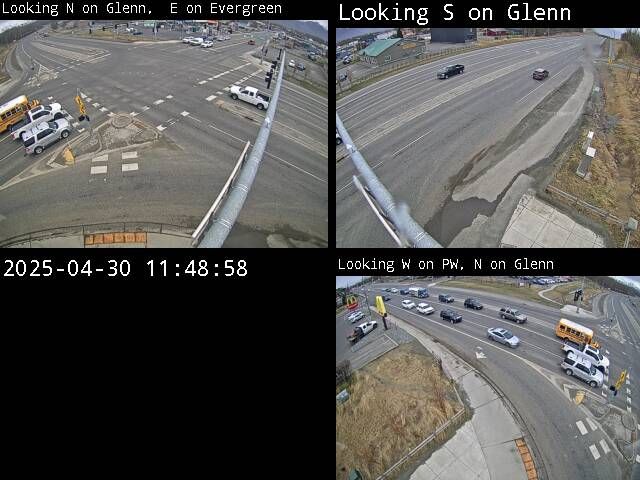 Looking N on Glenn, E on Evergreen
Looking S on Glenn
2025-04-30 11:48:58
Looking W on PW, N on Glenn